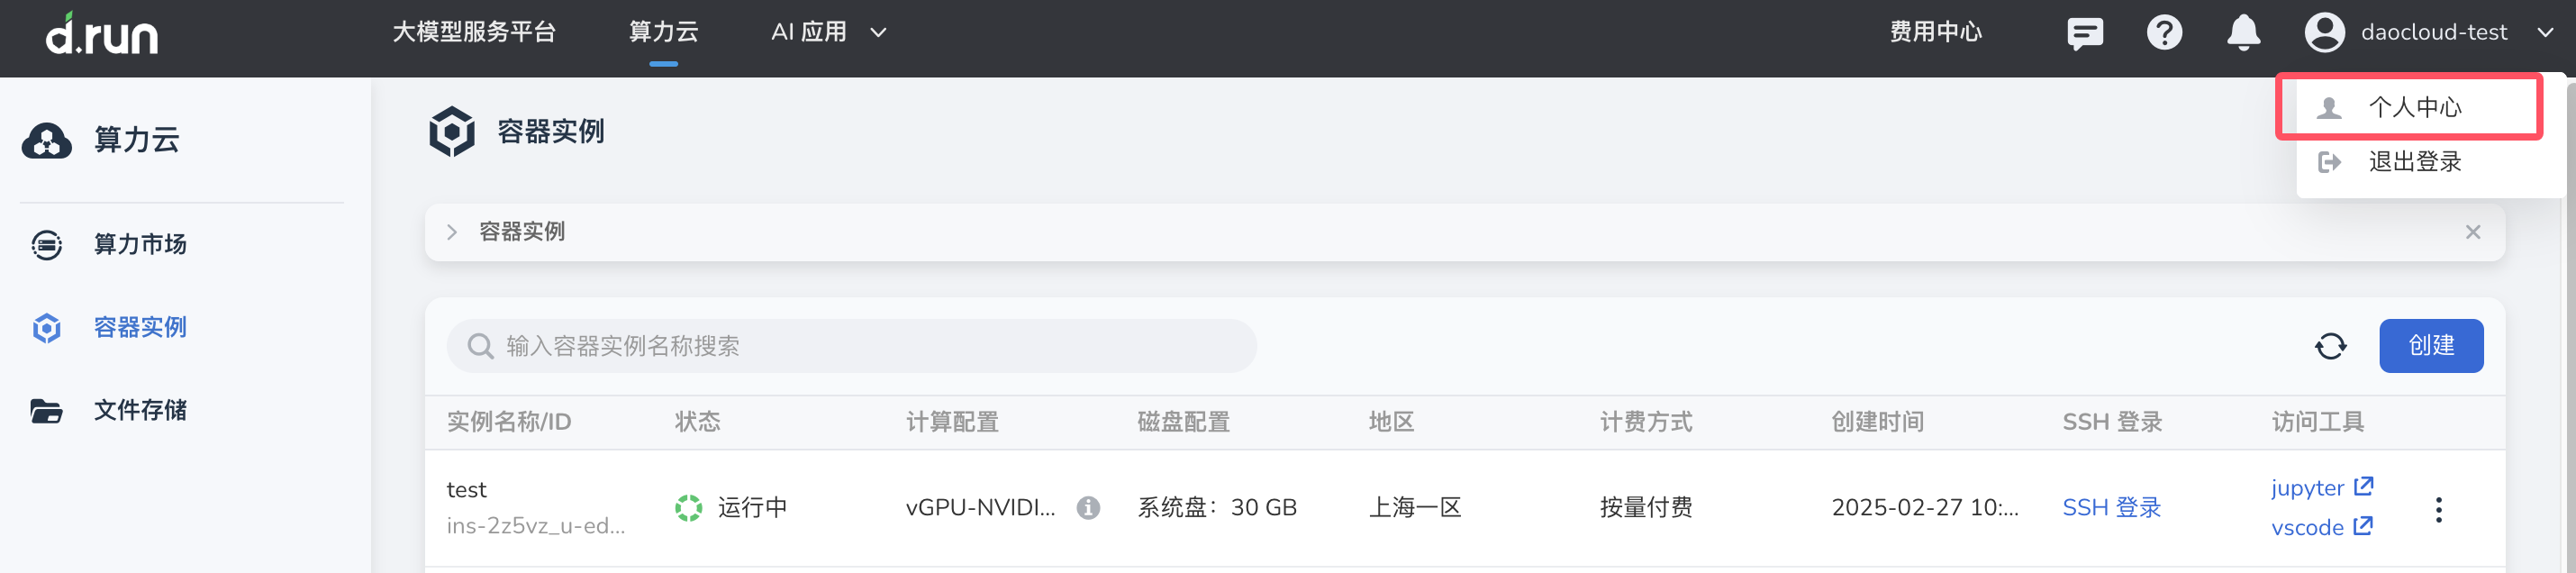 d.run
大模型服务平台
算力云
AI 应用
费用中心
daocloud-test
个人中心
退出登录
算力云
算力市场
容器实例
文件存储
容器实例
容器实例
输入容器实例名称搜索
创建
实例名称/ID 状态 计算配置 磁盘配置 地区 计费方式 创建时间 SSH 登录 访问工具
test
ins-2z5vz_u-ed...
运行中
vGPU-NVIDI...
系统盘：30 GB
上海一区
按量付费
2025-02-27 10:...
SSH 登录
jupyter
vscode